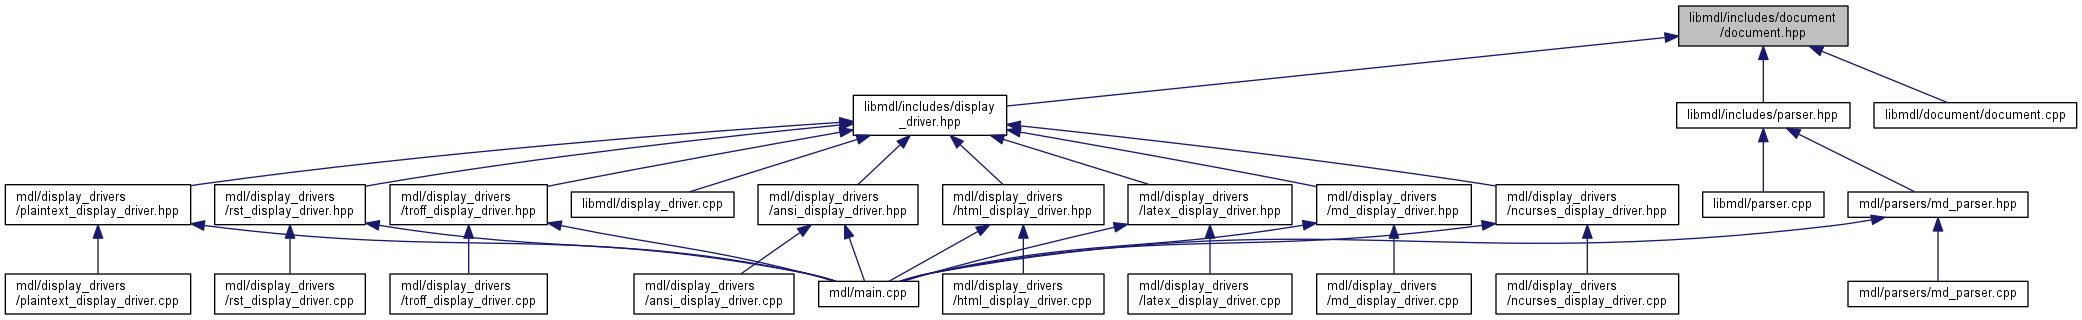 libmdl/includes/document
/document.hpp
libmdl/includes/display
_driver.hpp
libmdl/includes/parser.hpp
libmdl/document/document.cpp
mdl/display_drivers
/plaintext_display_driver.hpp
mdl/display_drivers
/rst_display_driver.hpp
mdl/display_drivers
/troff_display_driver.hpp
libmdl/display_driver.cpp
mdl/display_drivers
/ansi_display_driver.hpp
mdl/display_drivers
/html_display_driver.hpp
mdl/display_drivers
/latex_display_driver.hpp
mdl/display_drivers
/md_display_driver.hpp
mdl/display_drivers
/ncurses_display_driver.hpp
libmdl/parser.cpp
mdl/parsers/md_parser.hpp
mdl/display_drivers
/plaintext_display_driver.cpp
mdl/display_drivers
/rst_display_driver.cpp
mdl/display_drivers
/troff_display_driver.cpp
mdl/display_drivers
/ansi_display_driver.cpp
mdl/main.cpp
mdl/display_drivers
/html_display_driver.cpp
mdl/display_drivers
/latex_display_driver.cpp
mdl/display_drivers
/md_display_driver.cpp
mdl/display_drivers
/ncurses_display_driver.cpp
mdl/parsers/md_parser.cpp